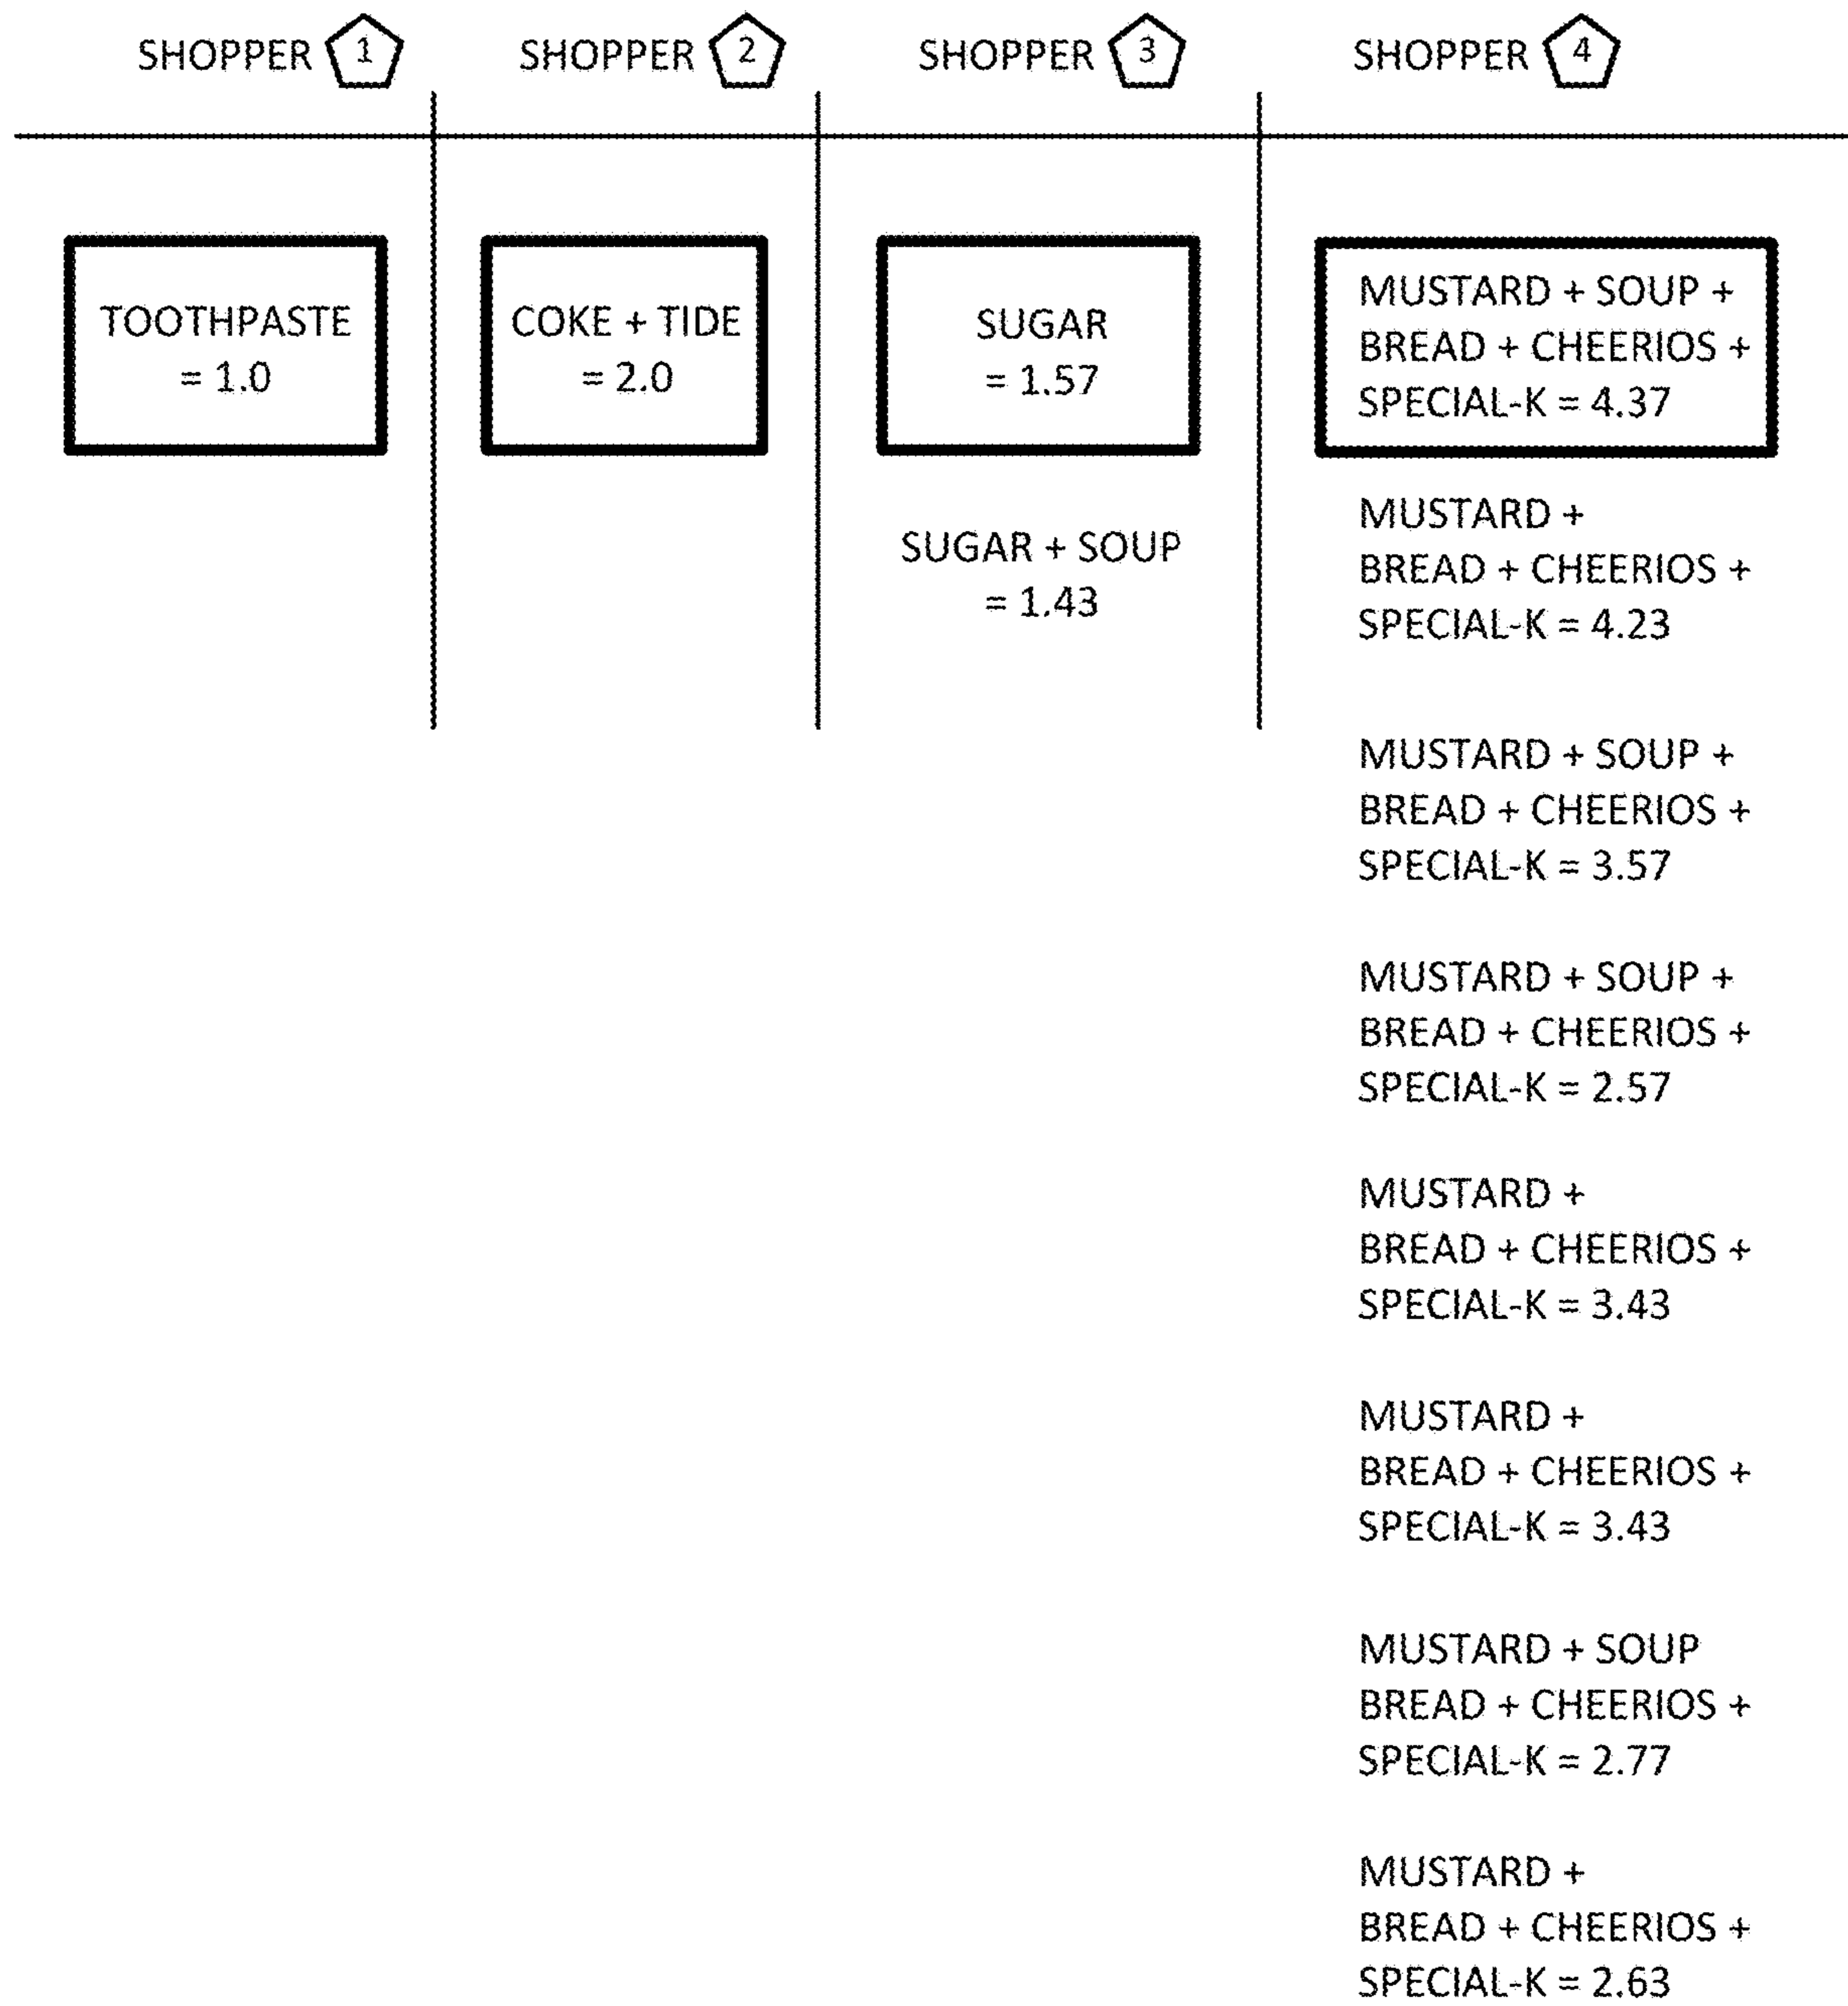 SHOPPER 1
SHOPPER 2
SHOPPER 3
SHOPPER 4
TOOTHPASTE
= 1.0
COKE + TIDE
= 2.0
SUGAR
= 1.57
SUGAR + SOUP
= 1.43
MUSTARD + SOUP +
BREAD + CHEERIOS +
SPECIAL-K = 4.37
MUSTARD +
BREAD + CHEERIOS +
SPECIAL-K = 4.23
MUSTARD + SOUP +
BREAD + CHEERIOS +
SPECIAL-K = 3.57
MUSTARD + SOUP +
BREAD + CHEERIOS +
SPECIAL-K = 2.57
MUSTARD +
BREAD + CHEERIOS +
SPECIAL-K = 3.43
MUSTARD +
BREAD + CHEERIOS +
SPECIAL-K = 3.43
MUSTARD + SOUP
BREAD + CHEERIOS +
SPECIAL-K = 2.77
MUSTARD +
BREAD + CHEERIOS +
SPECIAL-K = 2.63